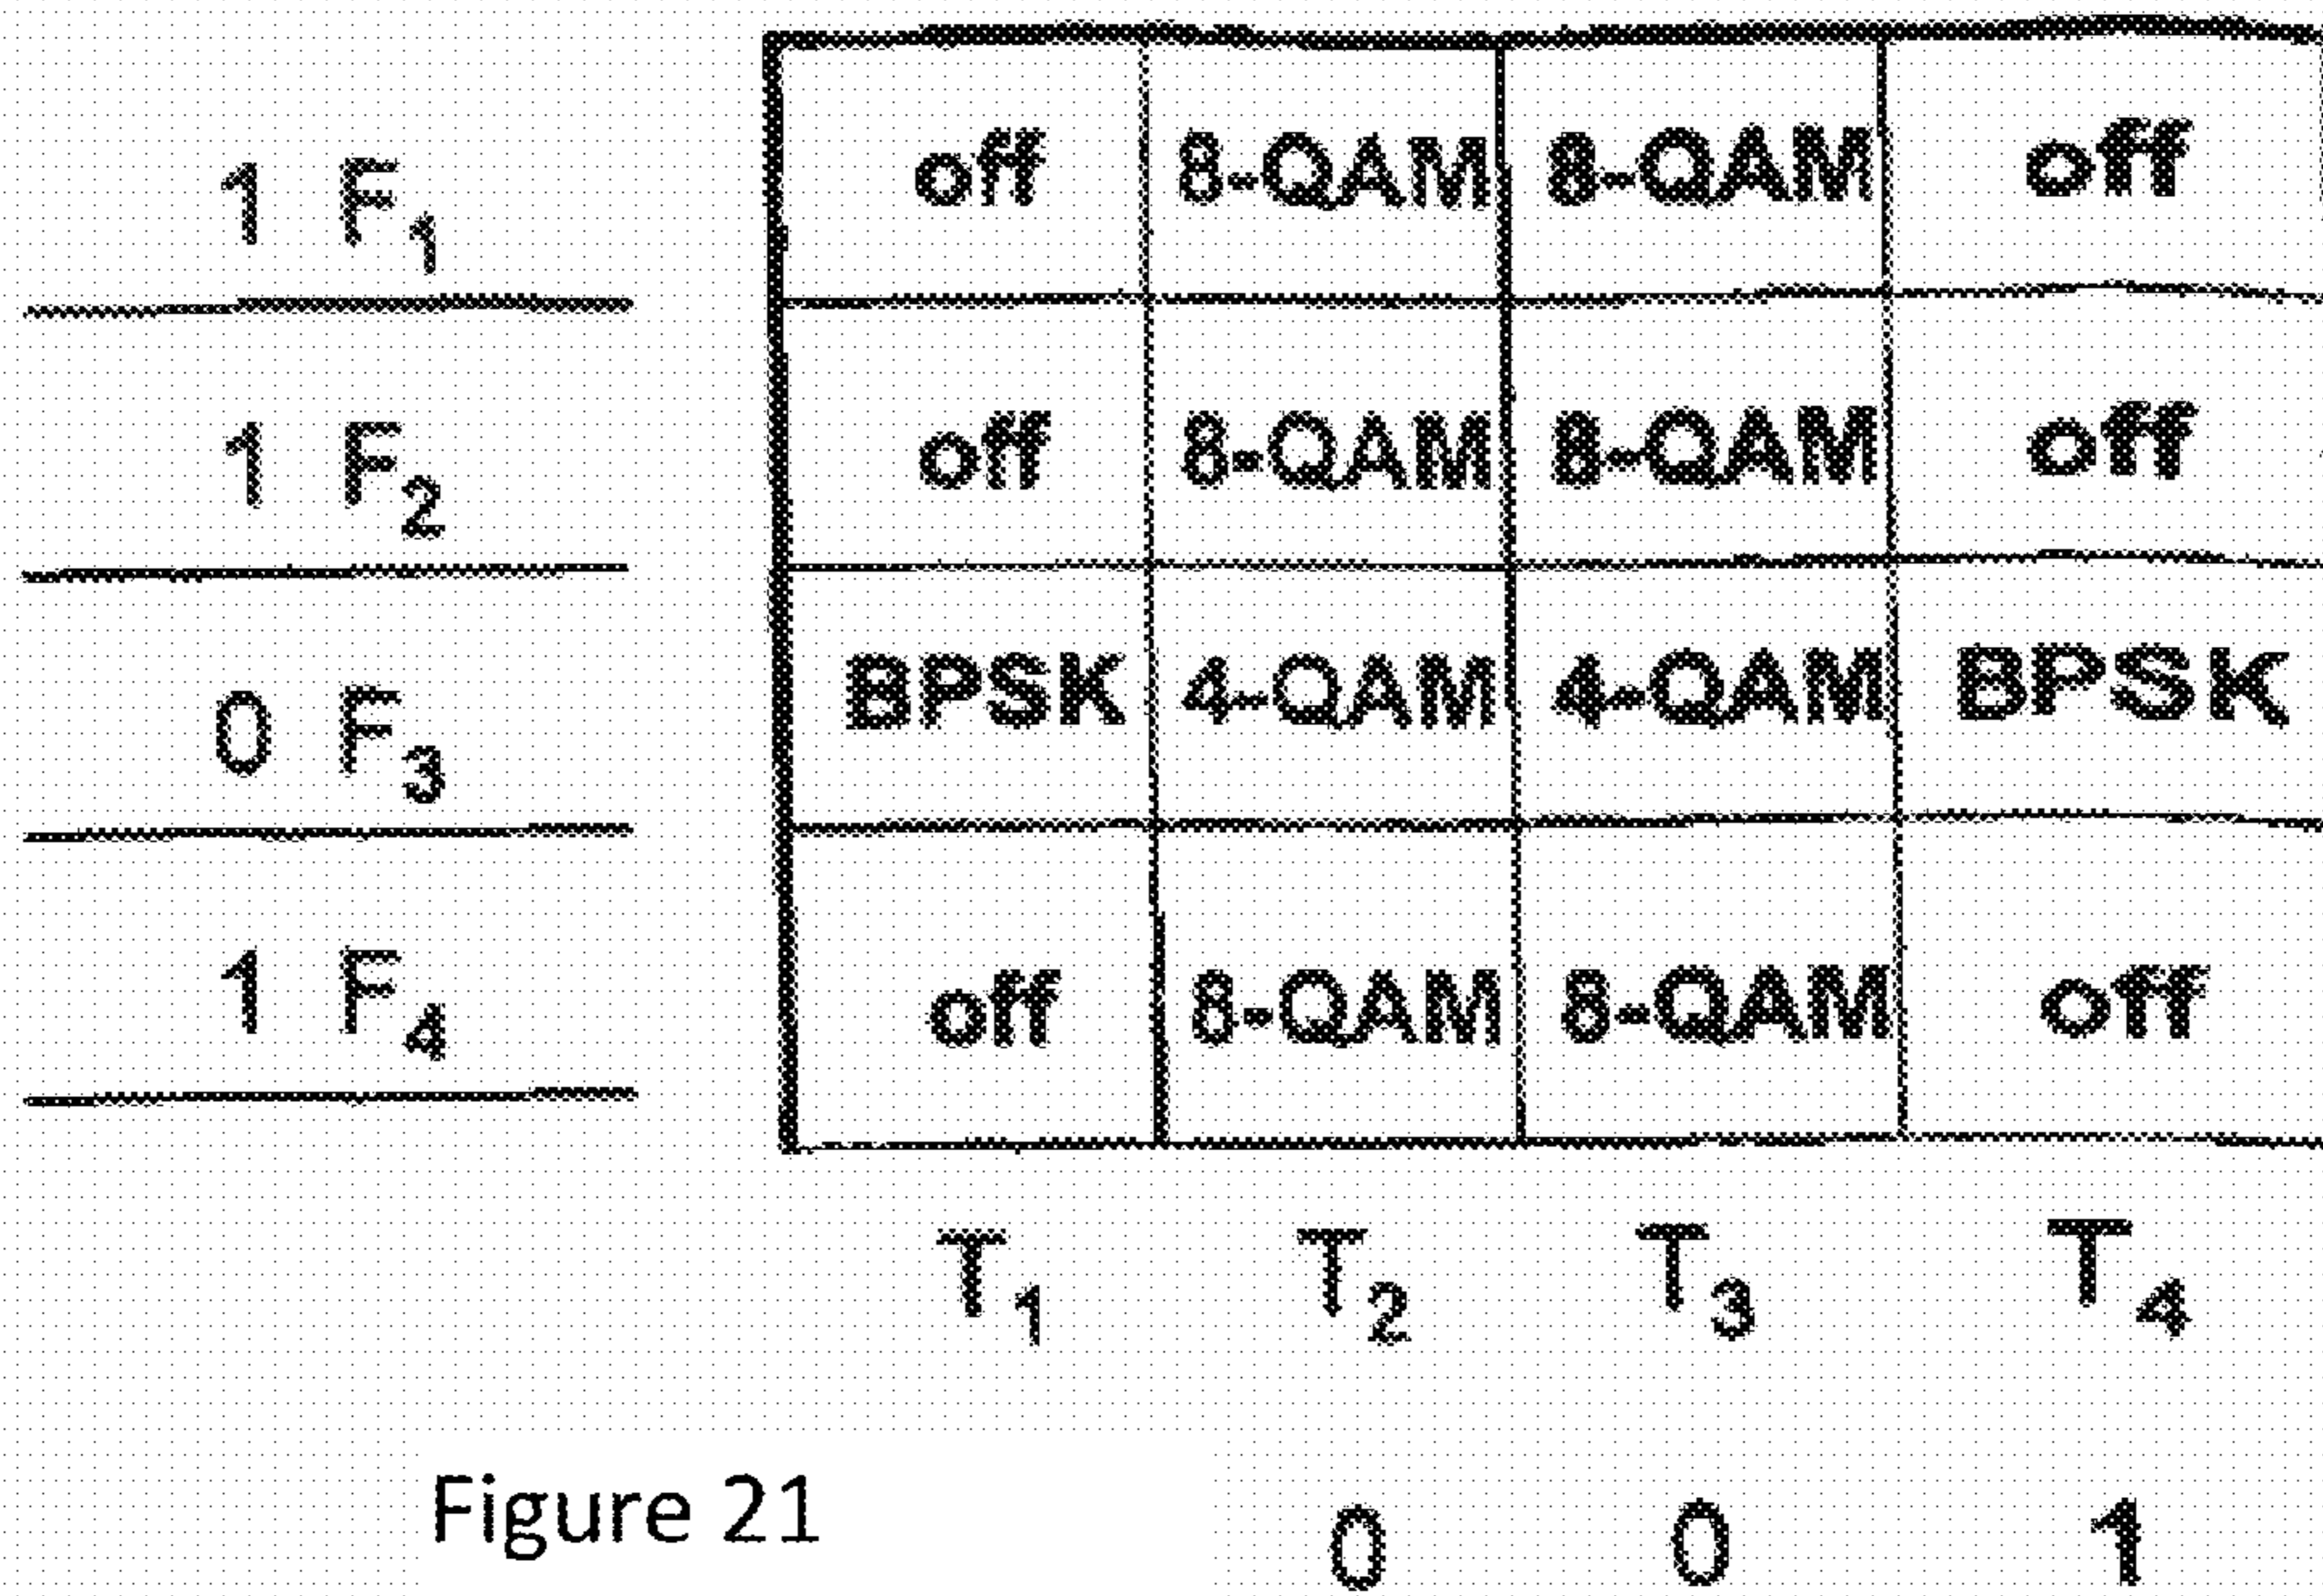 1 F1 off 8-QAM 8-QAM off
1 F2 off 8-QAM 8-QAM off
0 F3 BPSK 4-QAM 4-QAM BPSK
1 F4 off 8-QAM 8-QAM off
T1 T2 T3 T4
Figure 21 0 0 1